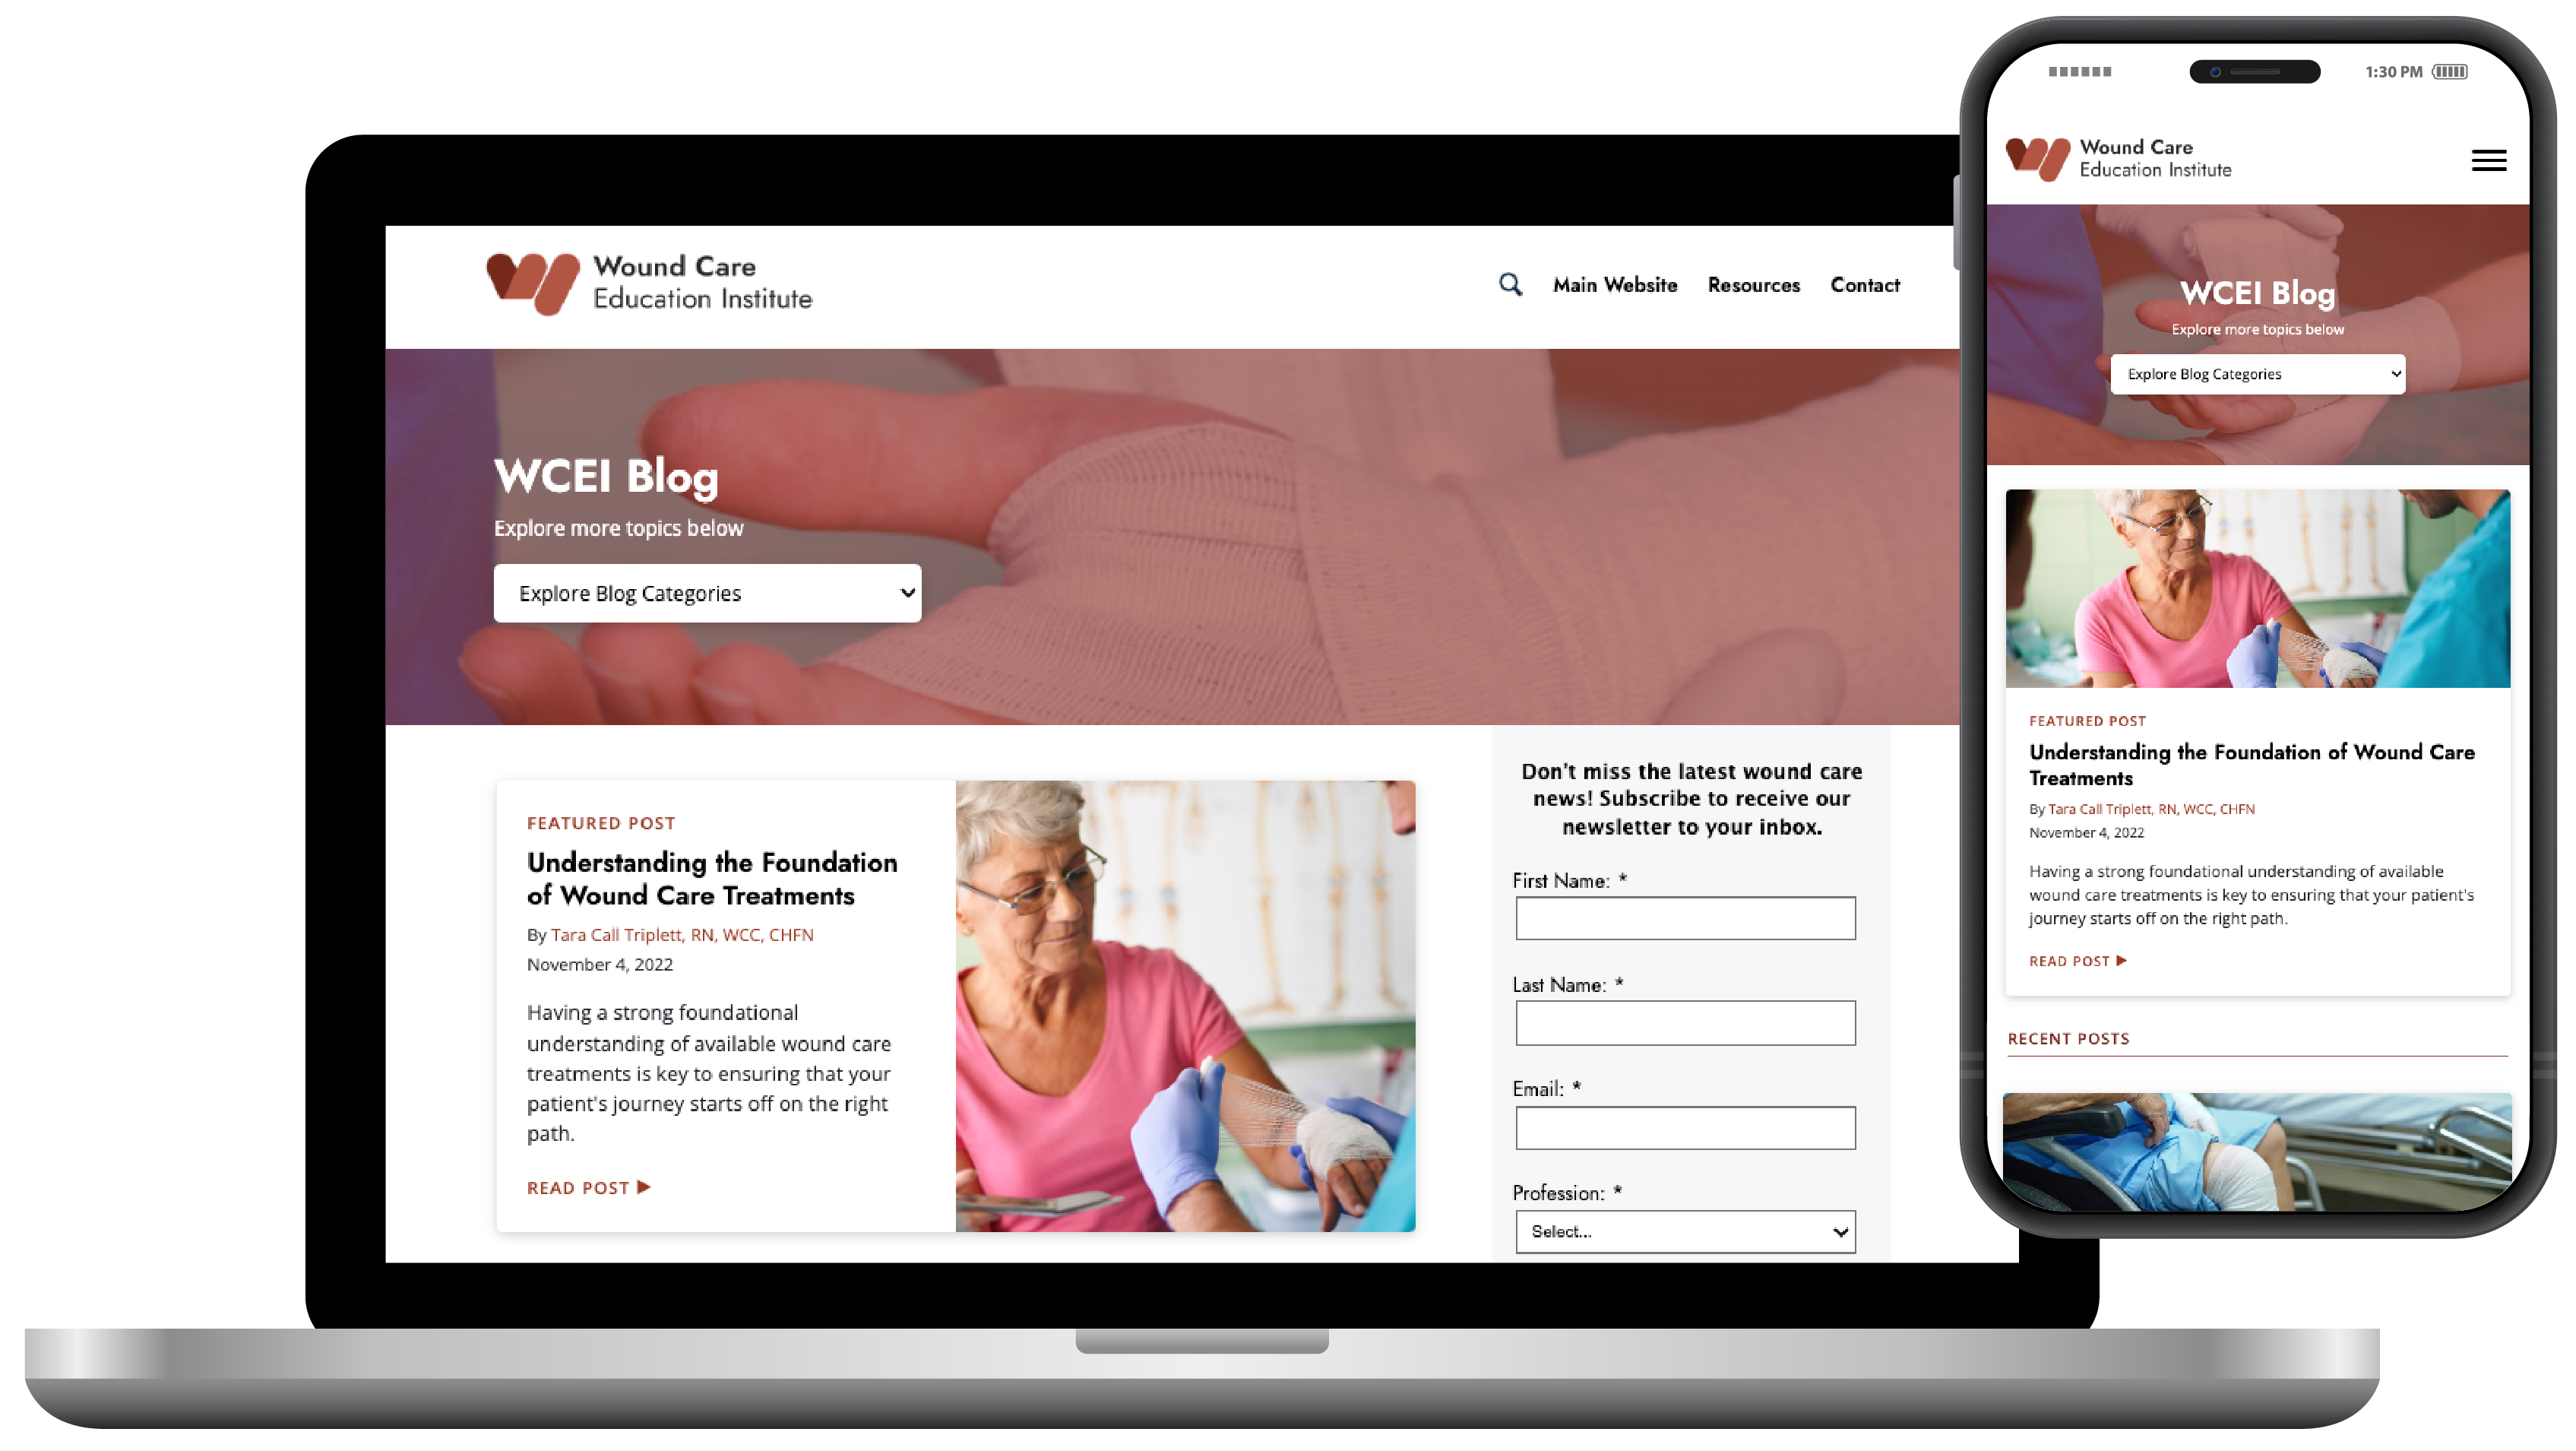 Wound Care
Education Institute
Main Website
Resources
Contact
WCEI Blog
Explore more topics below
Explore Blog Categories
FEATURED POST
Understanding the Foundation
of Wound Care Treatments
By Tara Call Triplett, RN, WCC, CHFN
November 4, 2022
Having a strong foundational
understanding of available wound care
treatments is key to ensuring that your
patient's journey starts off on the right
path.
READ POST
Don't miss the latest wound care
news! Subscribe to receive our
newsletter to your inbox.
First Name: *
Last Name: *
Email: *
Profession: *
Select...
1:30 PM
Wound Care
Education Institute
WCEI Blog
Explore more topics below
Explore Blog Categories
FEATURED POST
Understanding the Foundation of Wound Care
Treatments
By Tara Call Triplett, RN, WCC, CHFN
November 4, 2022
Having a strong foundational understanding of available
wound care treatments is key to ensuring that your patient's
journey starts off on the right path.
READ POST
RECENT POSTS